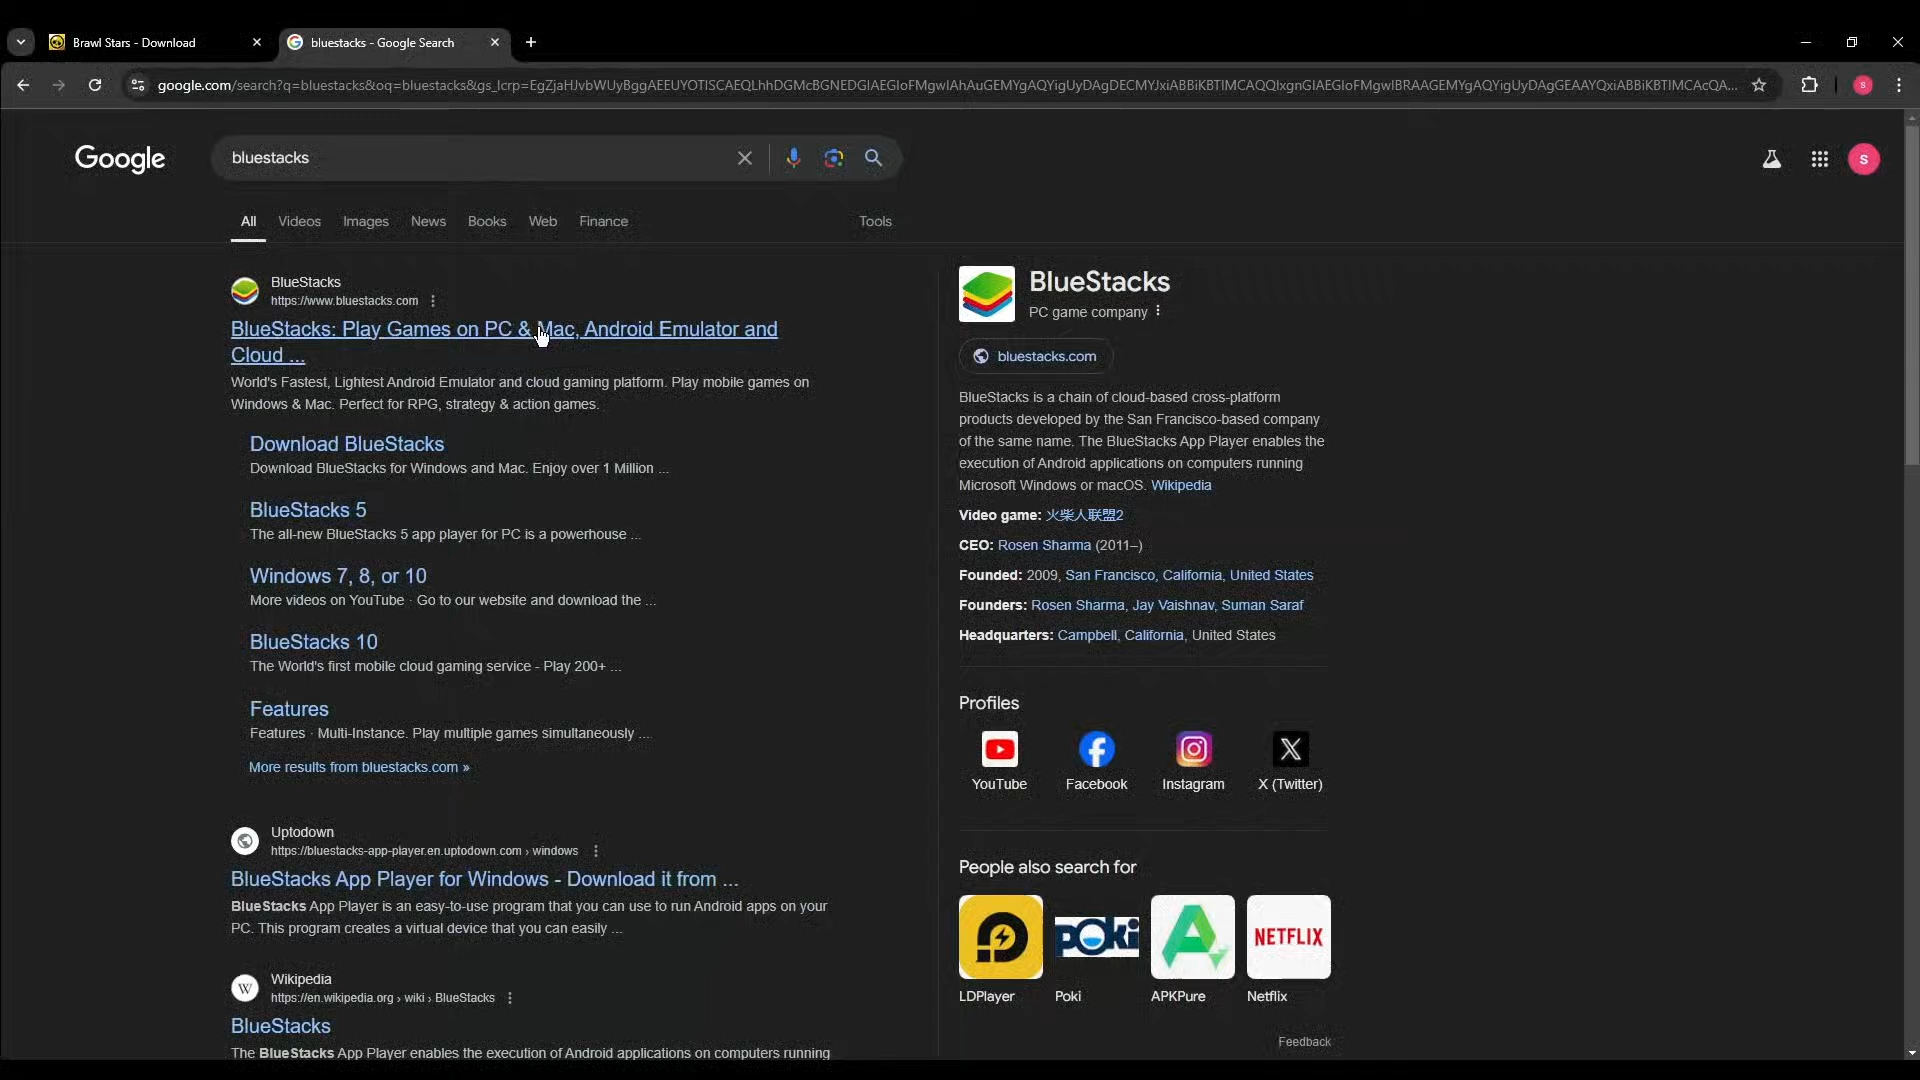 Brawl Stars - Download
bluestacks - Google Search
google.com/search?q=bluestacks&oq=bluestacks&gs_lcrp=
Google
bluestacks
S
All
Videos
Images
News
Books
Web
Finance
Tools
BlueStacks
https://www.bluestacks.com
BlueStacks: Play Games on PC & Mac, Android Emulator and
Cloud ...
World's Fastest, Lightest Android Emulator and cloud gaming platform. Play mobile games on
Windows & Mac. Perfect for RPG, strategy & action games.
Download BlueStacks
Download BlueStacks for Windows and Mac. Enjoy over 1 Million ...
BlueStacks 5
The all-new BlueStacks 5 app player for PC is a powerhouse ...
Windows 7, 8, or 10
More videos on YouTube · Go to our website and download the ...
BlueStacks 10
The World's first mobile cloud gaming service - Play 200+ ...
Features
Features · Multi-Instance. Play multiple games simultaneously ...
More results from bluestacks.com »
Uptodown
https://bluestacks-app-player.en.uptodown.com › windows
BlueStacks App Player for Windows - Download it from ...
BlueStacks App Player is an easy-to-use program that you can use to run Android apps on your
PC. This program creates a virtual device that you can easily ...
W
Wikipedia
https://en.wikipedia.org › wiki › BlueStacks
BlueStacks
The BlueStacks App Player enables the execution of Android applications on computers running
BlueStacks
PC game company
bluestacks.com
BlueStacks is a chain of cloud-based cross-platform
products developed by the San Francisco-based company
of the same name. The BlueStacks App Player enables the
execution of Android applications on computers running
Microsoft Windows or macOS. Wikipedia
Video game: 火柴人联盟2
CEO: Rosen Sharma (2011–)
Founded: 2009, San Francisco, California, United States
Founders: Rosen Sharma, Jay Vaishnav, Suman Saraf
Headquarters: Campbell, California, United States
Profiles
YouTube
Facebook
Instagram
X (Twitter)
People also search for
POKi
NETFLIX
LDPlayer
Poki
APKPure
Netflix
Feedback